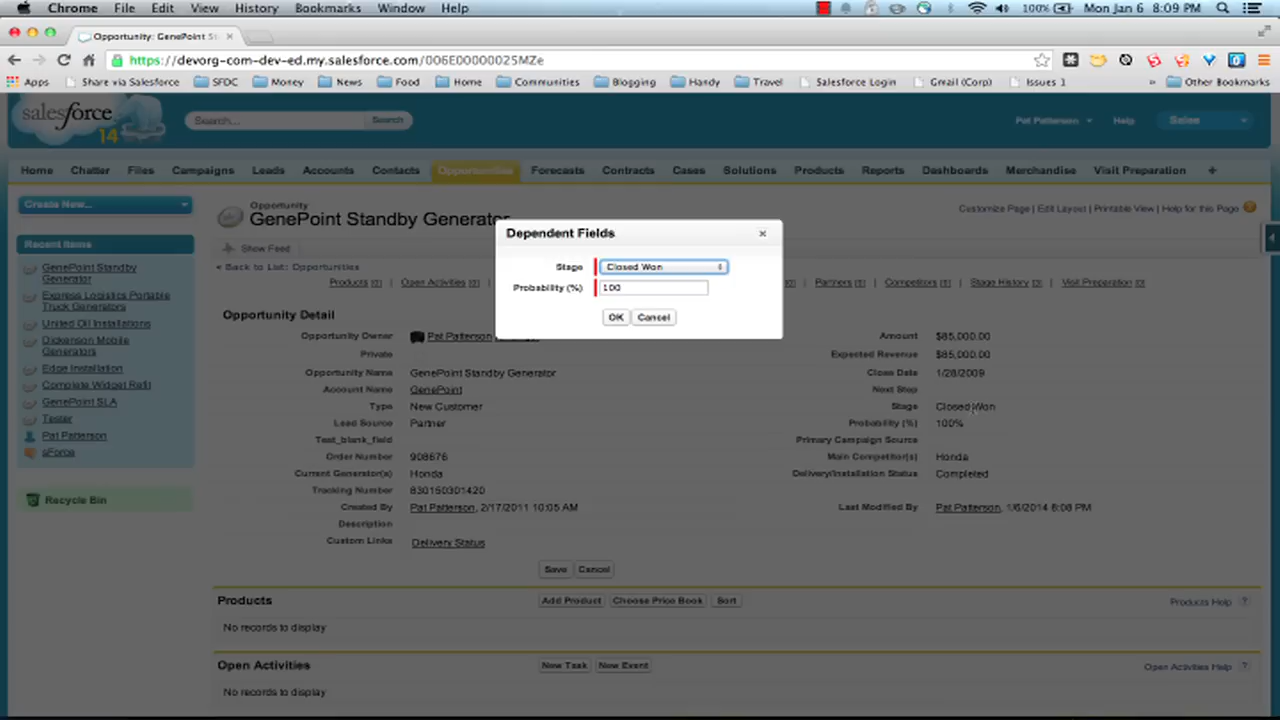 Chrome File Edit View History Bookmarks Window Help 100% Mon Jan 6 8:09 PM
Opportunity: GenePoint St
https://devorg-com-dev-ed.my.salesforce.com/006E00000025MZe
Apps Share via Salesforce SFDC Money News Food Home Communities Blogging Handy Travel Salesforce Login Gmail (Corp) Issues 1 » Other Bookmarks
salesforce 14 Search... Search Pat Patterson Help Sales
Home Chatter Files Campaigns Leads Accounts Contacts Opportunities Forecasts Contracts Cases Solutions Products Reports Dashboards Merchandise Visit Preparation +
Create New...
Recent Items
GenePoint Standby
Generator
Express Logistics Portable
Truck Generators
United Oil Installations
Dickenson Mobile
Generators
Edge Installation
Complete Widget Refit
GenePoint SLA
Tester
Pat Patterson
sForce
Recycle Bin
Opportunity
GenePoint Standby Generator
Customize Page | Edit Layout | Printable View | Help for this Page
Show Feed
« Back to List: Opportunities
Products [0] Open Activities [0] Partners [0] Competitors [0] Stage History [0] Visit Preparation [0]
Dependent Fields
Stage Closed Won
Probability (%) 100
OK Cancel
Opportunity Detail
Opportunity Owner Pat Patterson Amount $85,000.00
Private Expected Revenue $85,000.00
Opportunity Name GenePoint Standby Generator Close Date 1/28/2009
Account Name GenePoint Next Step
Type New Customer Stage Closed Won
Lead Source Partner Probability (%) 100%
Test_blank_field Primary Campaign Source
Order Number 908676 Main Competitor(s) Honda
Current Generator(s) Honda Delivery/Installation Status Completed
Tracking Number 830150301420
Created By Pat Patterson, 2/17/2011 10:05 AM Last Modified By Pat Patterson, 1/6/2014 8:08 PM
Description
Custom Links Delivery Status
Save Cancel
Products Add Product Choose Price Book Sort Products Help ?
No records to display
Open Activities New Task New Event Open Activities Help ?
No records to display